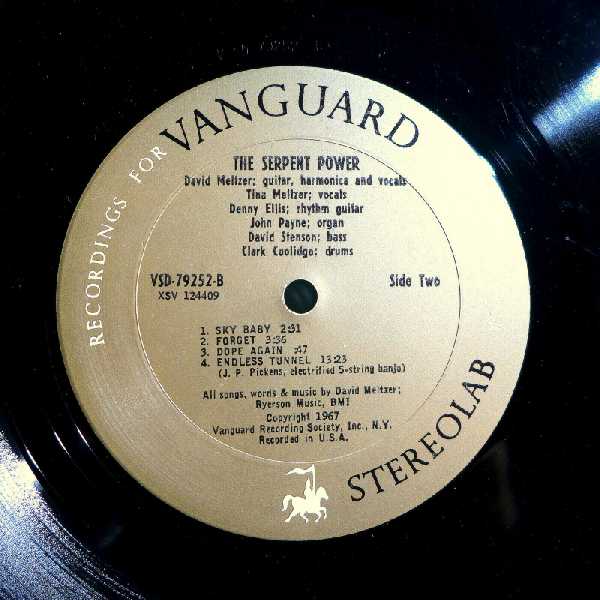 RECORDINGS FOR VANGUARD
THE SERPENT POWER
David Meltzer; guitar, harmonica and vocals
Tina Meltzer; vocals
Denny Ellis; rhythm guitar
John Payne; organ
David Stenson; bass
Clark Coolidge; drums
VSD-79252-B
XSV 124409
Side Two
1. SKY BABY 2:31
2. FORGET 3:36
3. DOPE AGAIN :47
4. ENDLESS TUNNEL 13:23
(J. P. Pickens, electrified 5-string banjo)
All songs, words & music by David Meltzer;
Ryerson Music, BMI
Copyright 1967
Vanguard Recording Society, Inc., N.Y.
Recorded in U.S.A.
STEREOLAB